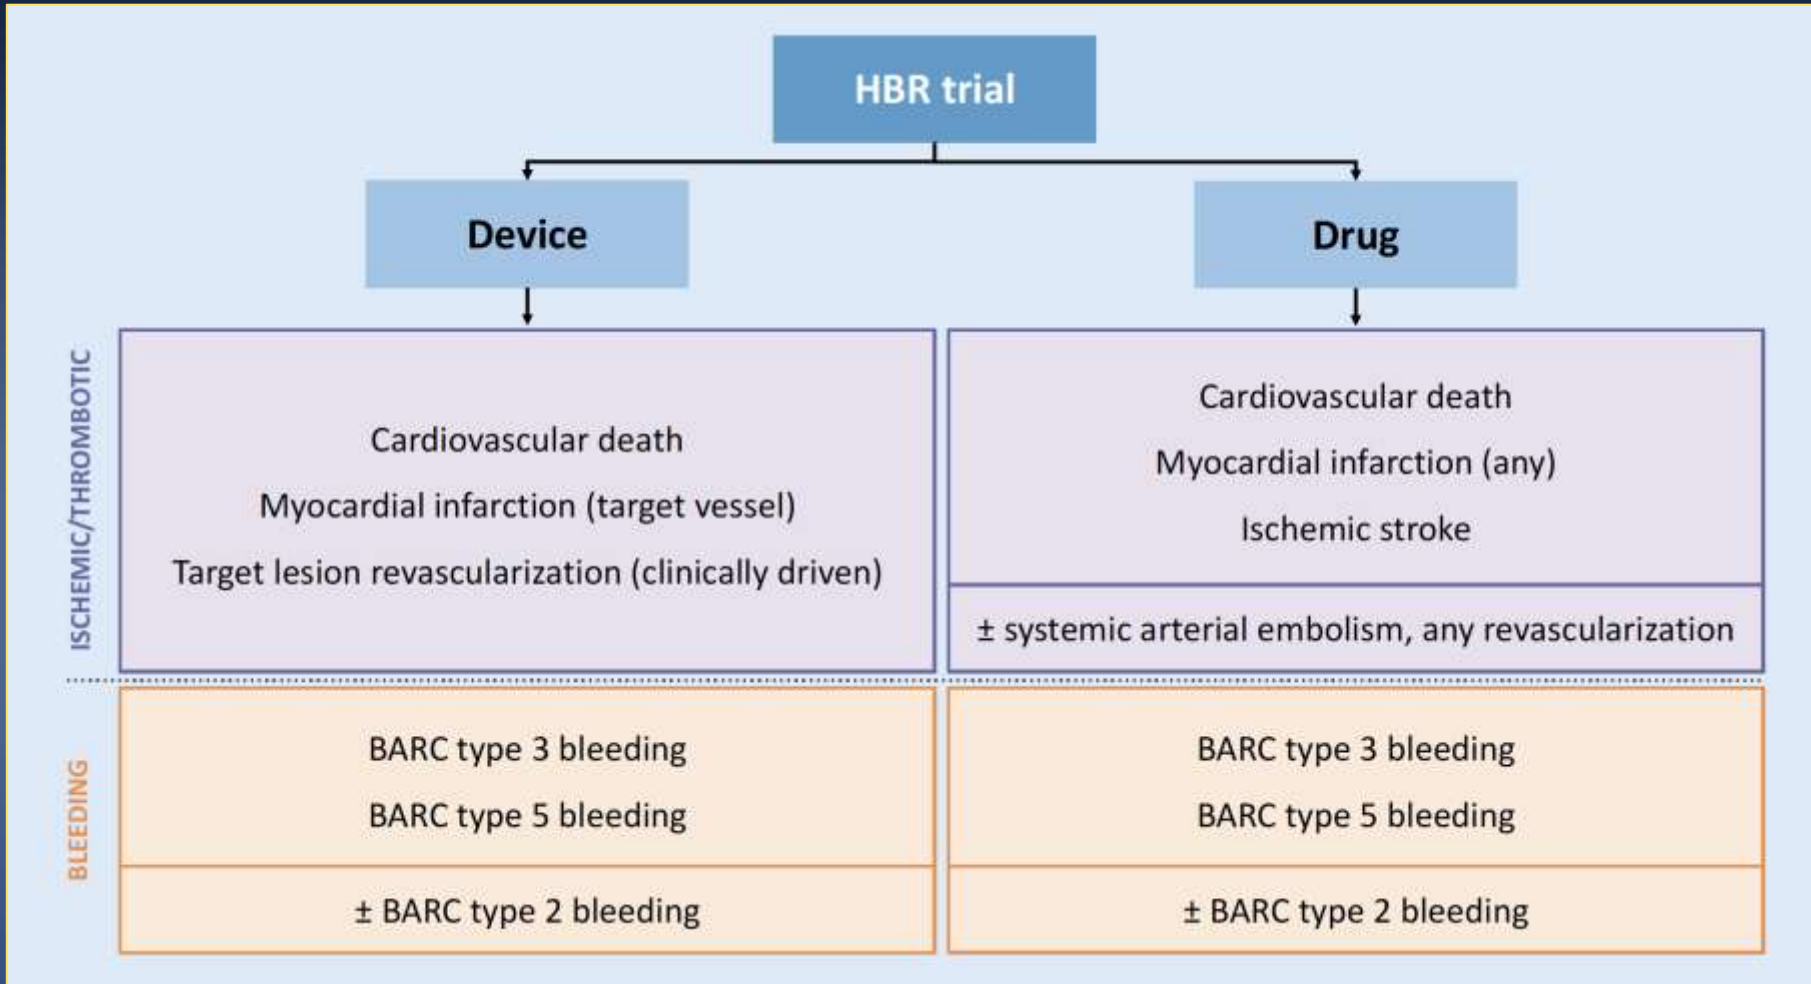 HBR trial
Device
Drug
ISCHEMIC/THROMBOTIC
Cardiovascular death
Myocardial infarction (target vessel)
Target lesion revascularization (clinically driven)
Cardiovascular death
Myocardial infarction (any)
Ischemic stroke
± systemic arterial embolism, any revascularization
BLEEDING
BARC type 3 bleeding
BARC type 5 bleeding
± BARC type 2 bleeding
BARC type 3 bleeding
BARC type 5 bleeding
± BARC type 2 bleeding